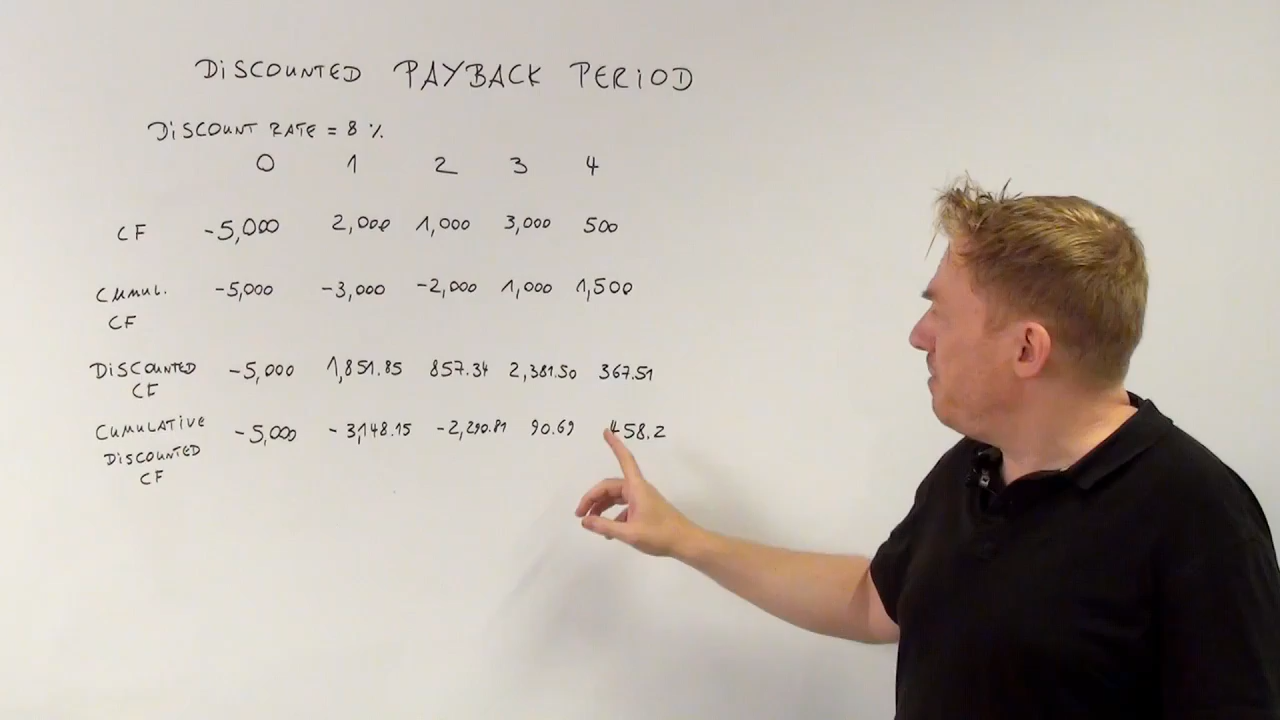 DISCOUNTED PAYBACK PERIOD
DISCOUNT RATE = 8 %
0 1 2 3 4
CF -5,000 2,000 1,000 3,000 500
CUMUL. -5,000 -3,000 -2,000 1,000 1,500
CF
DISCOUNTED -5,000 1,851.85 857.34 2,381.50 367.51
CF
CUMULATIVE -5,000 -3,148.15 -2,290.81 90.69 458.2
DISCOUNTED
CF